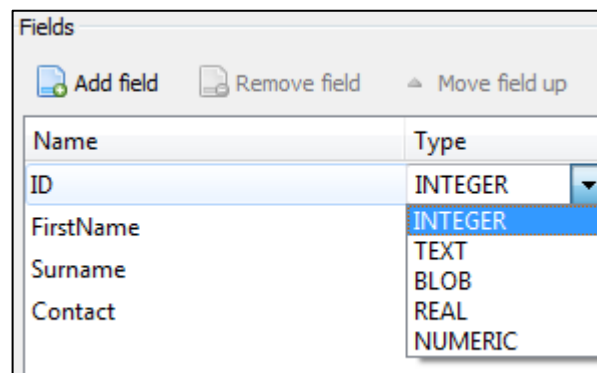 Fields
Add field Remove field Move field up
Name Type
ID INTEGER
FirstName INTEGER
TEXT
Surname BLOB
Contact REAL
NUMERIC